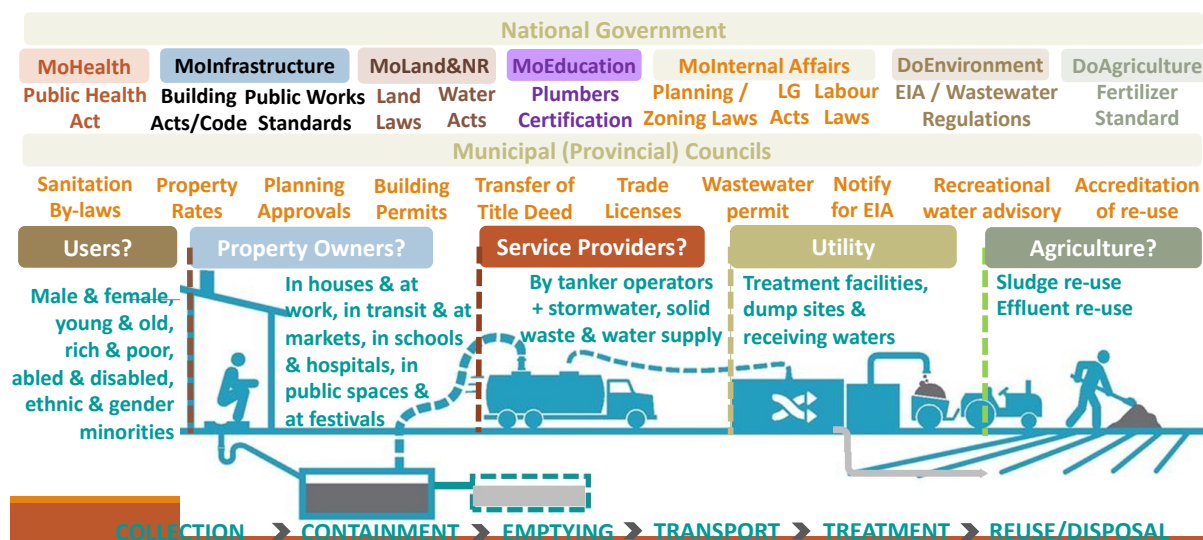 National Government
MoHealth
MoInfrastructure
MoLand&NR
MoEducation
MoInternal Affairs
DoEnvironment
DoAgriculture
Public Health
Act
Building
Acts/Code
Public Works
Standards
Land
Laws
Water
Acts
Plumbers
Certification
Planning /
Zoning Laws
LG
Acts
Labour
Laws
EIA / Wastewater
Regulations
Fertilizer
Standard
Municipal (Provincial) Councils
Sanitation
By-laws
Property
Rates
Planning
Approvals
Building
Permits
Transfer of
Title Deed
Trade
Licenses
Wastewater
permit
Notify
for EIA
Recreational
water advisory
Accreditation
of re-use
Users?
Property Owners?
Service Providers?
Utility
Agriculture?
Male & female,
young & old,
rich & poor,
abled & disabled,
ethnic & gender
minorities
In houses & at
work, in transit & at
markets, in schools
& hospitals, in
public spaces &
at festivals
By tanker operators
+ stormwater, solid
waste & water supply
Treatment facilities,
dump sites &
receiving waters
Sludge re-use
Effluent re-use
COLLECTION CONTAINMENT EMPTYING TRANSPORT TREATMENT REUSE/DISPOSAL